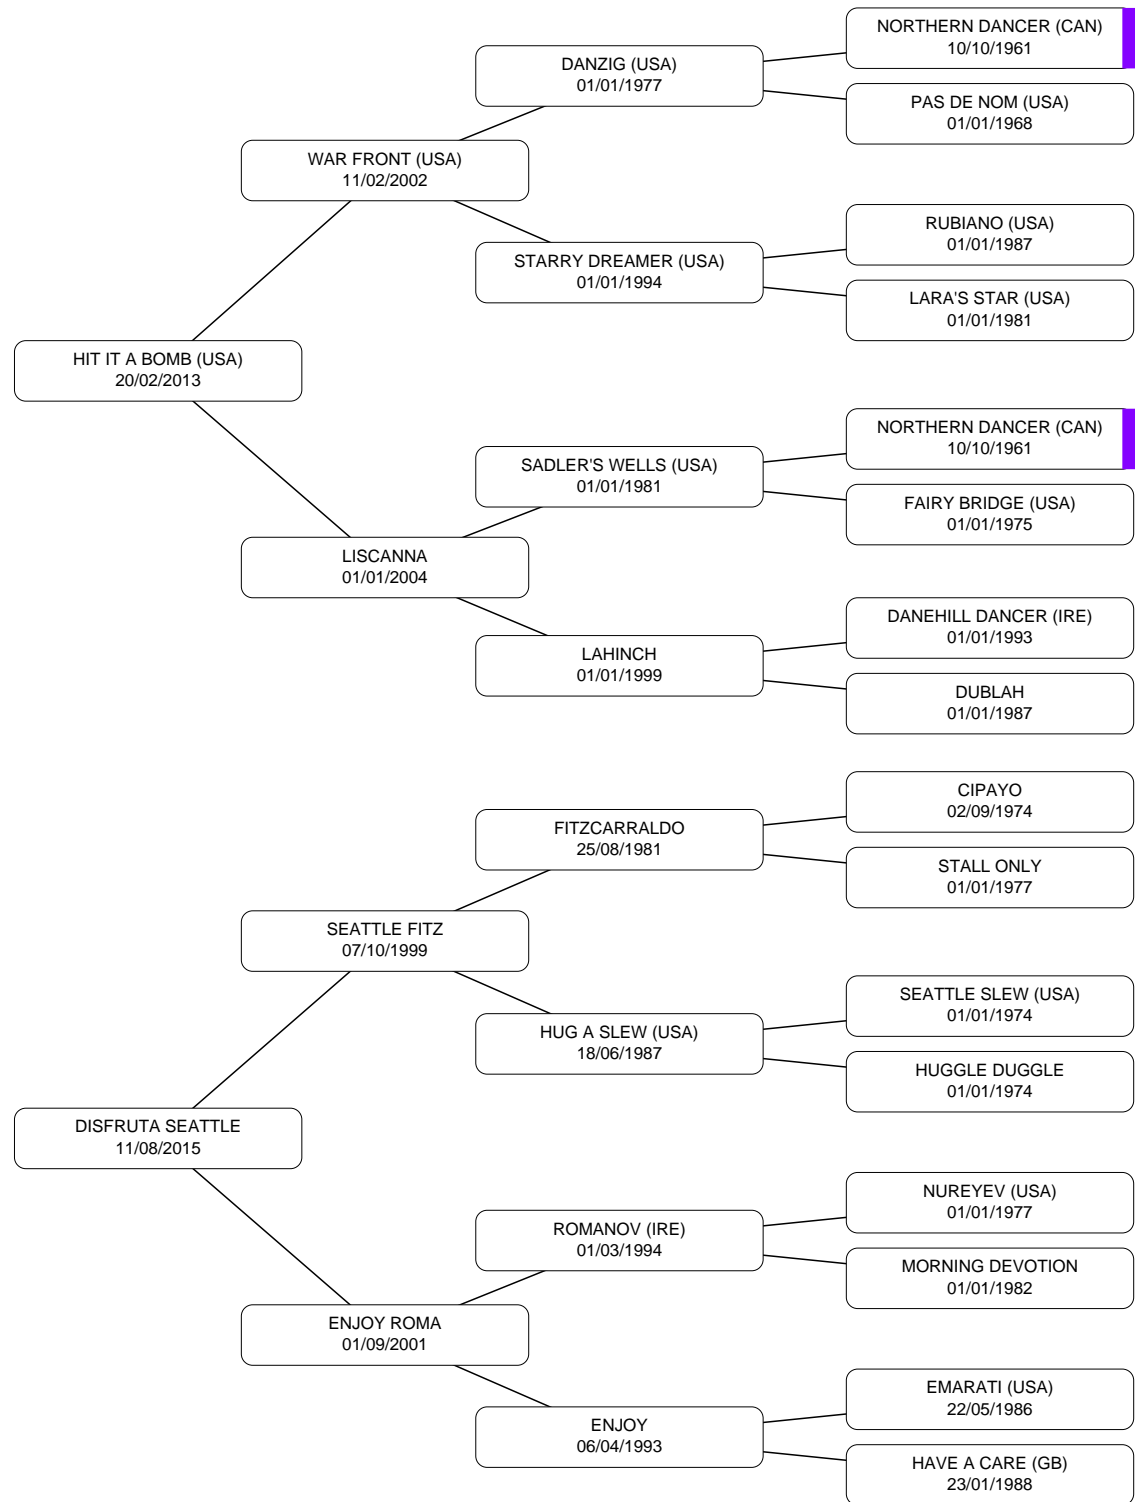 NORTHERN DANCER (CAN)
10/10/1961
DANZIG (USA)
01/01/1977
PAS DE NOM (USA)
01/01/1968
WAR FRONT (USA)
11/02/2002
RUBIANO (USA)
01/01/1987
STARRY DREAMER (USA)
01/01/1994
LARA'S STAR (USA)
01/01/1981
HIT IT A BOMB (USA)
20/02/2013
NORTHERN DANCER (CAN)
10/10/1961
SADLER'S WELLS (USA)
01/01/1981
FAIRY BRIDGE (USA)
01/01/1975
LISCANNA
01/01/2004
DANEHILL DANCER (IRE)
01/01/1993
LAHINCH
01/01/1999
DUBLAH
01/01/1987
CIPAYO
02/09/1974
FITZCARRALDO
25/08/1981
STALL ONLY
01/01/1977
SEATTLE FITZ
07/10/1999
SEATTLE SLEW (USA)
01/01/1974
HUG A SLEW (USA)
18/06/1987
HUGGLE DUGGLE
01/01/1974
DISFRUTA SEATTLE
11/08/2015
NUREYEV (USA)
01/01/1977
ROMANOV (IRE)
01/03/1994
MORNING DEVOTION
01/01/1982
ENJOY ROMA
01/09/2001
EMARATI (USA)
22/05/1986
ENJOY
06/04/1993
HAVE A CARE (GB)
23/01/1988